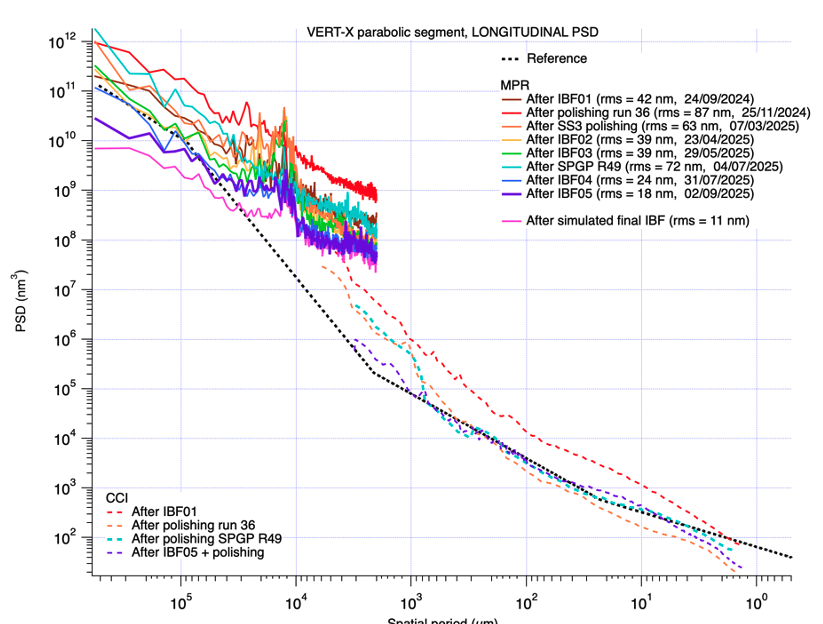 VERT-X parabolic segment, LONGITUDINAL PSD
Reference
MPR
After IBF01 (rms = 42 nm, 24/09/2024)
After polishing run 36 (rms = 87 nm, 25/11/2024)
After SS3 polishing (rms = 63 nm, 07/03/2025)
After IBF02 (rms = 39 nm, 23/04/2025)
After IBF03 (rms = 39 nm, 29/05/2025)
After SPGP R49 (rms = 72 nm, 04/07/2025)
After IBF04 (rms = 24 nm, 31/07/2025)
After IBF05 (rms = 18 nm, 02/09/2025)
After simulated final IBF (rms = 11 nm)
PSD (nm³)
10¹²
10¹¹
10¹⁰
10⁹
10⁸
10⁷
10⁶
10⁵
10⁴
10³
10²
CCI
After IBF01
After polishing run 36
After polishing SPGP R49
After IBF05 + polishing
10⁵ 10⁴ 10³ 10² 10¹ 10⁰
Spatial period (µm)